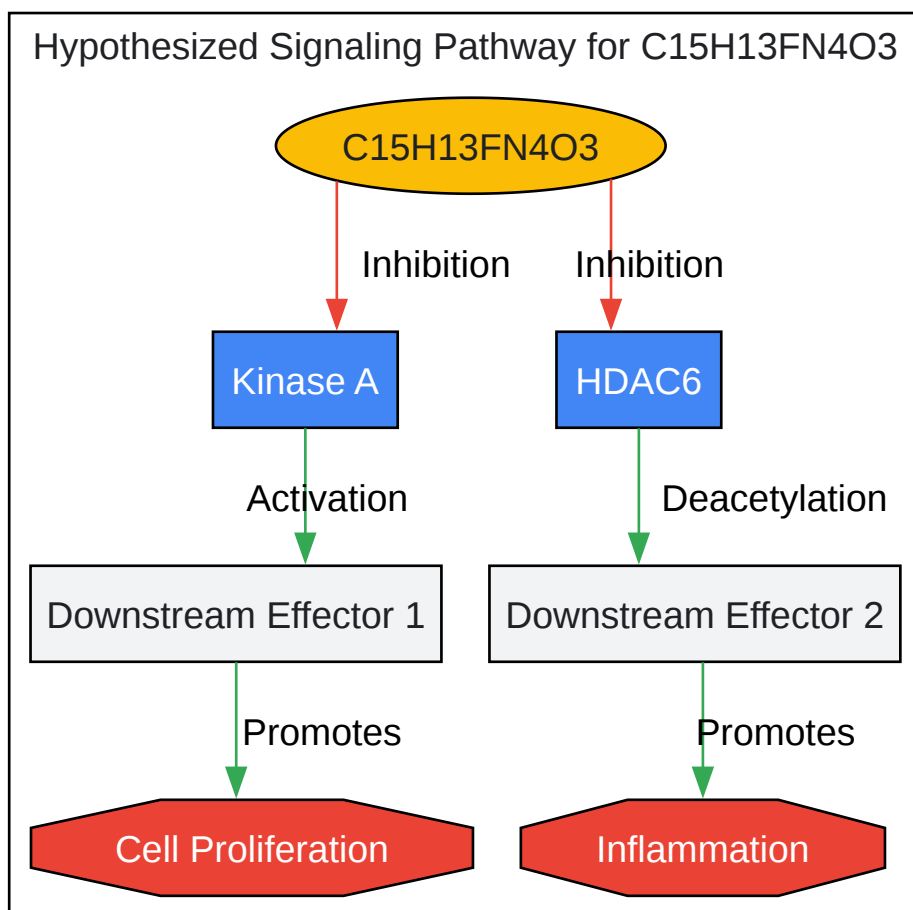 Hypothesized Signaling Pathway for C15H13FN4O3
C15H13FN4O3
Inhibition
Inhibition
Kinase A
HDAC6
Activation
Deacetylation
Downstream Effector 1
Downstream Effector 2
Promotes
Promotes
Cell Proliferation
Inflammation